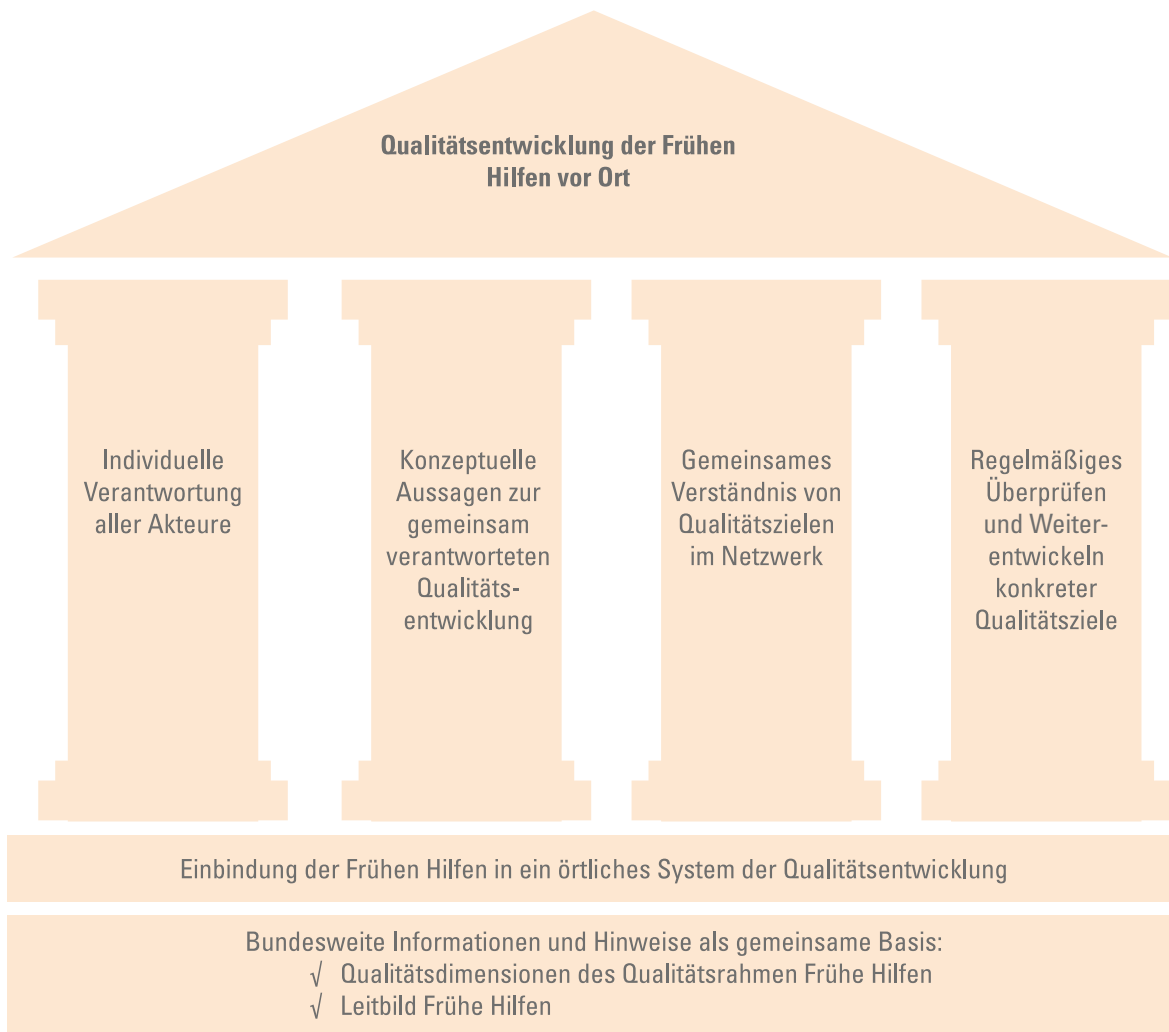 Qualitätsentwicklung der Frühen
Hilfen vor Ort
Individuelle
Verantwortung
aller Akteure
Konzeptuelle
Aussagen zur
gemeinsam
verantworteten
Qualitäts-
entwicklung
Gemeinsames
Verständnis von
Qualitätszielen
im Netzwerk
Regelmäßiges
Überprüfen
und Weiter-
entwickeln
konkreter
Qualitätsziele
Einbindung der Frühen Hilfen in ein örtliches System der Qualitätsentwicklung
Bundesweite Informationen und Hinweise als gemeinsame Basis:
√ Qualitätsdimensionen des Qualitätsrahmen Frühe Hilfen
√ Leitbild Frühe Hilfen